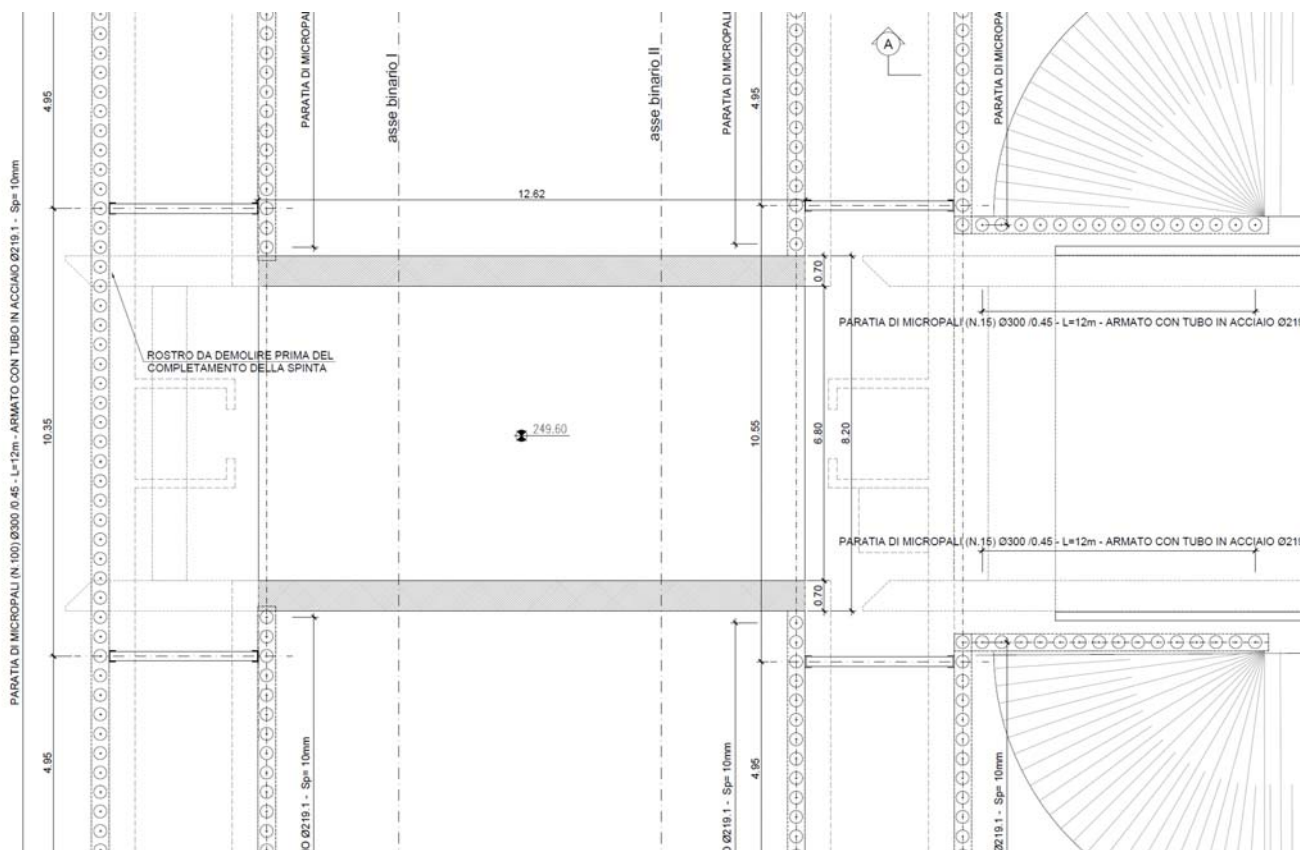 PARATIA DI MICROPALI
asse binario I
asse binario II
PARATIA DI MICROPALI
A
PARATIA DI MICROPA
4.95
4.95
12.62
PARATIA DI MICROPALI (N.100) Ø300 /0.45 - L=12m - ARMATO CON TUBO IN ACCIAIO Ø219.1 - Sp= 10mm
0.70
PARATIA DI MICROPALI (N.15) Ø300 /0.45 - L=12m - ARMATO CON TUBO IN ACCIAIO Ø219
ROSTRO DA DEMOLIRE PRIMA DEL
COMPLETAMENTO DELLA SPINTA
10.35
249.60
10.55
6.80
8.20
PARATIA DI MICROPALI (N.15) Ø300 /0.45 - L=12m - ARMATO CON TUBO IN ACCIAIO Ø219
0.70
4.95
O Ø219.1 - Sp= 10mm
O Ø219.1 - Sp= 10mm
4.95
Ø219.1 - Sp= 10mm